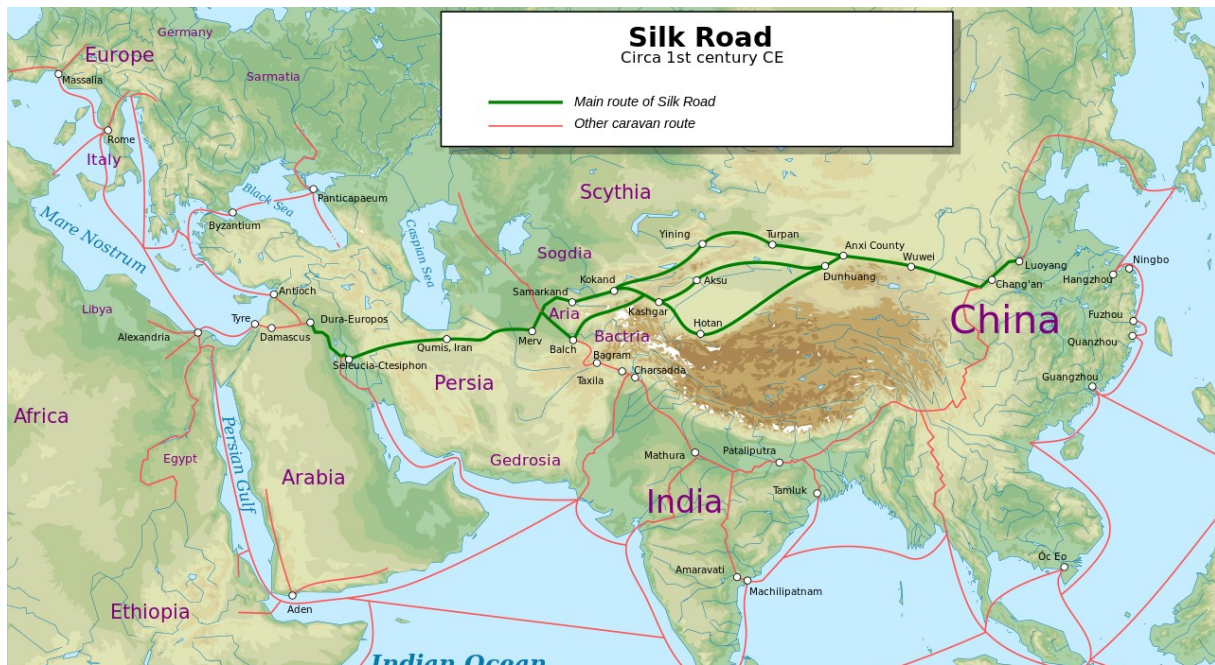 Silk Road
Circa 1st century CE
Main route of Silk Road
Other caravan route
Germany
Europe
Sarmatia
Massalia
Rome
Italy
Black Sea
Panticapaeum
Byzantium
Mare Nostrum
Caspian Sea
Scythia
Sogdia
Yining
Turpan
Anxi County
Wuwei
Dunhuang
Luoyang
Chang'an
Ningbo
Hangzhou
Kokand
Aksu
Samarkand
Kashgar
Aria
Hotan
Bactria
China
Fuzhou
Quanzhou
Antioch
Libya
Tyre
Dura-Europos
Alexandria
Damascus
Merv
Balch
Qumis, Iran
Seleucia-Ctesiphon
Bagram
Charsadda
Taxila
Persia
Guangzhou
Africa
Persian Gulf
Egypt
Arabia
Gedrosia
Mathura
Pataliputra
India
Tamluk
Óc Eo
Amaravati
Machilipatnam
Ethiopia
Aden
Indian Ocean